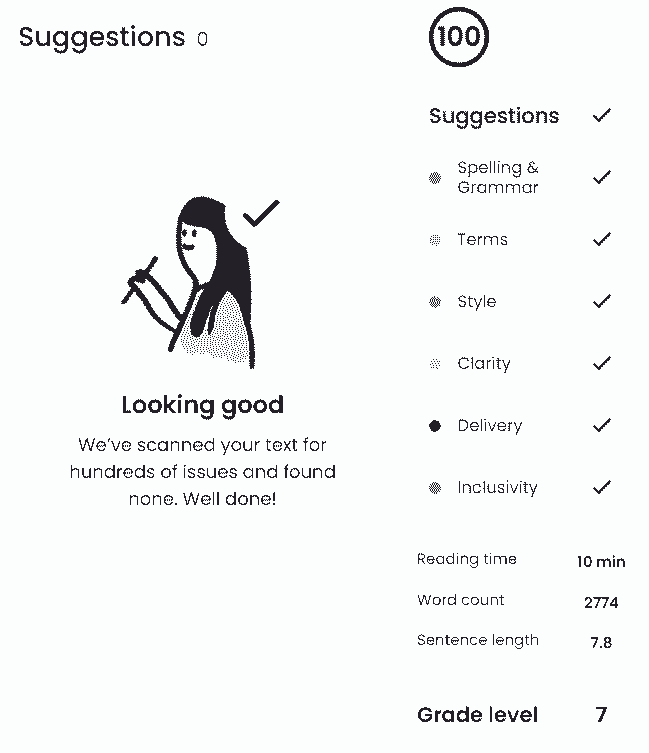 Suggestions 0
Looking good
We've scanned your text for
hundreds of issues and found
none. Well done!
100
Suggestions
Spelling &
Grammar
Terms
Style
Clarity
Delivery
Inclusivity
Reading time 10 min
Word count 2774
Sentence length 7.8
Grade level 7